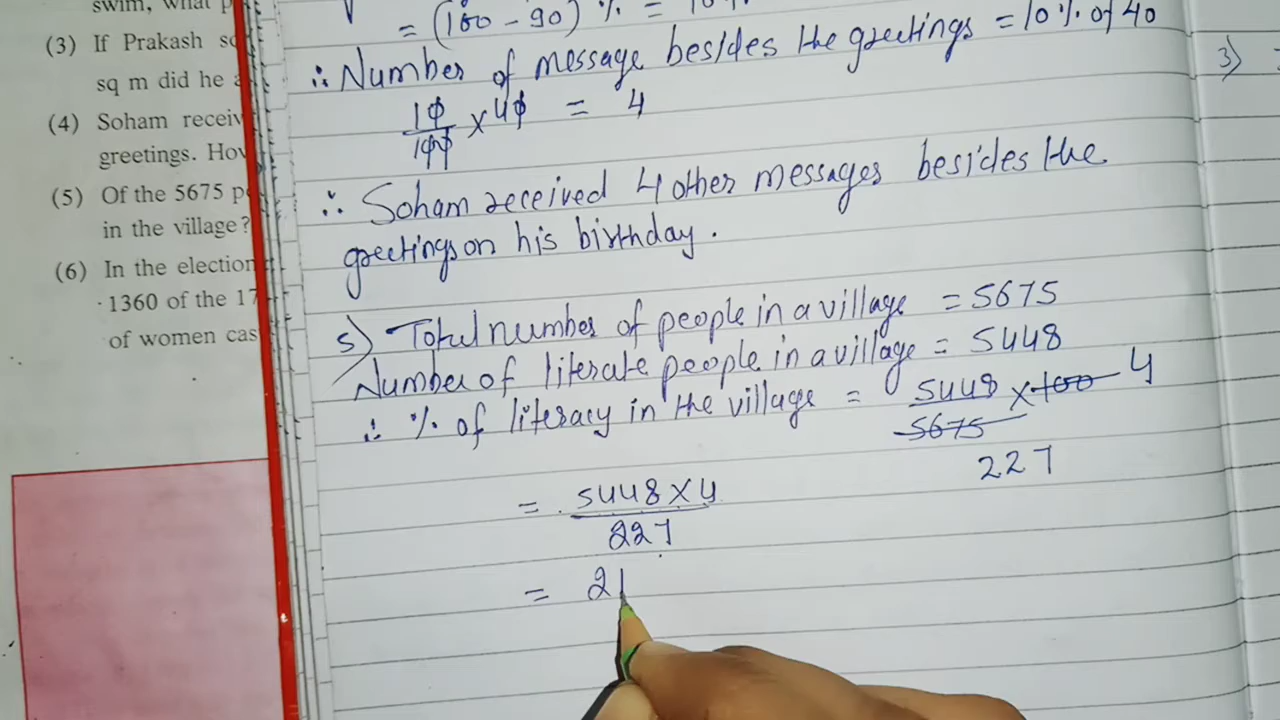 swim, what p
(3) If Prakash
sq m did he
(4) Soham receiv
greetings. Hov
(5) Of the 5675 p
in the village?
(6) In the election
1360 of the 17
of women cas
= (100 - 90) % =
∴ Number of message besides the greetings = 10% of 40
10/100 × 40 = 4
∴ Soham received 4 other messages besides the
greetings on his birthday.
5) Total number of people in a village = 5675
Number of literate people in a village = 5448
∴ % of literacy in the village = 5448/5675 × 100 4
227
= 5448 × 4
227
= 21
3)